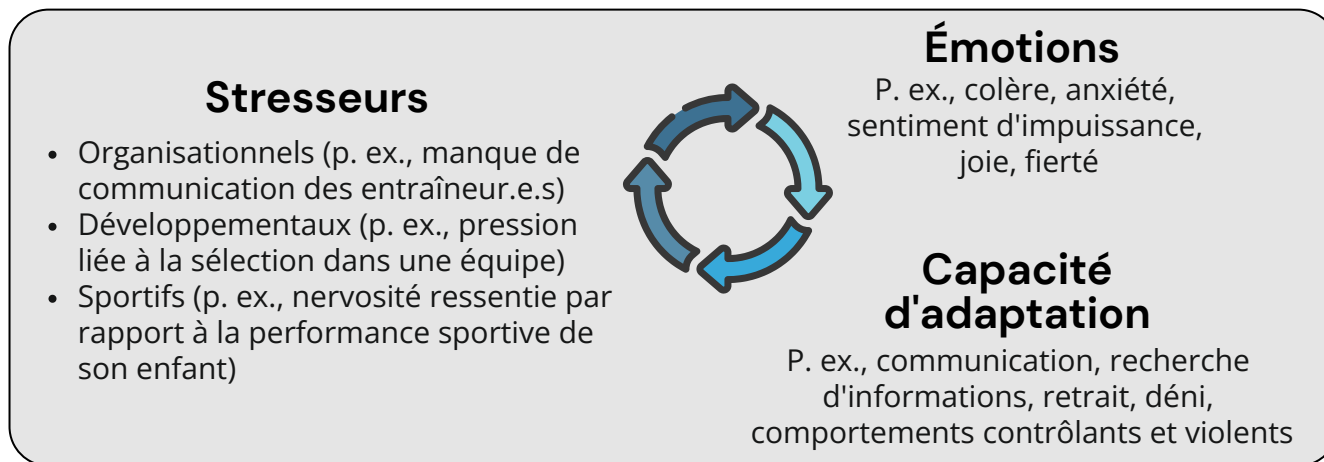 Stresseurs
• Organisationnels (p. ex., manque de
communication des entraîneur.e.s)
• Développementaux (p. ex., pression
liée à la sélection dans une équipe)
• Sportifs (p. ex., nervosité ressentie par
rapport à la performance sportive de
son enfant)
Émotions
P. ex., colère, anxiété,
sentiment d'impuissance,
joie, fierté
Capacité
d'adaptation
P. ex., communication, recherche
d'informations, retrait, déni,
comportements contrôlants et violents